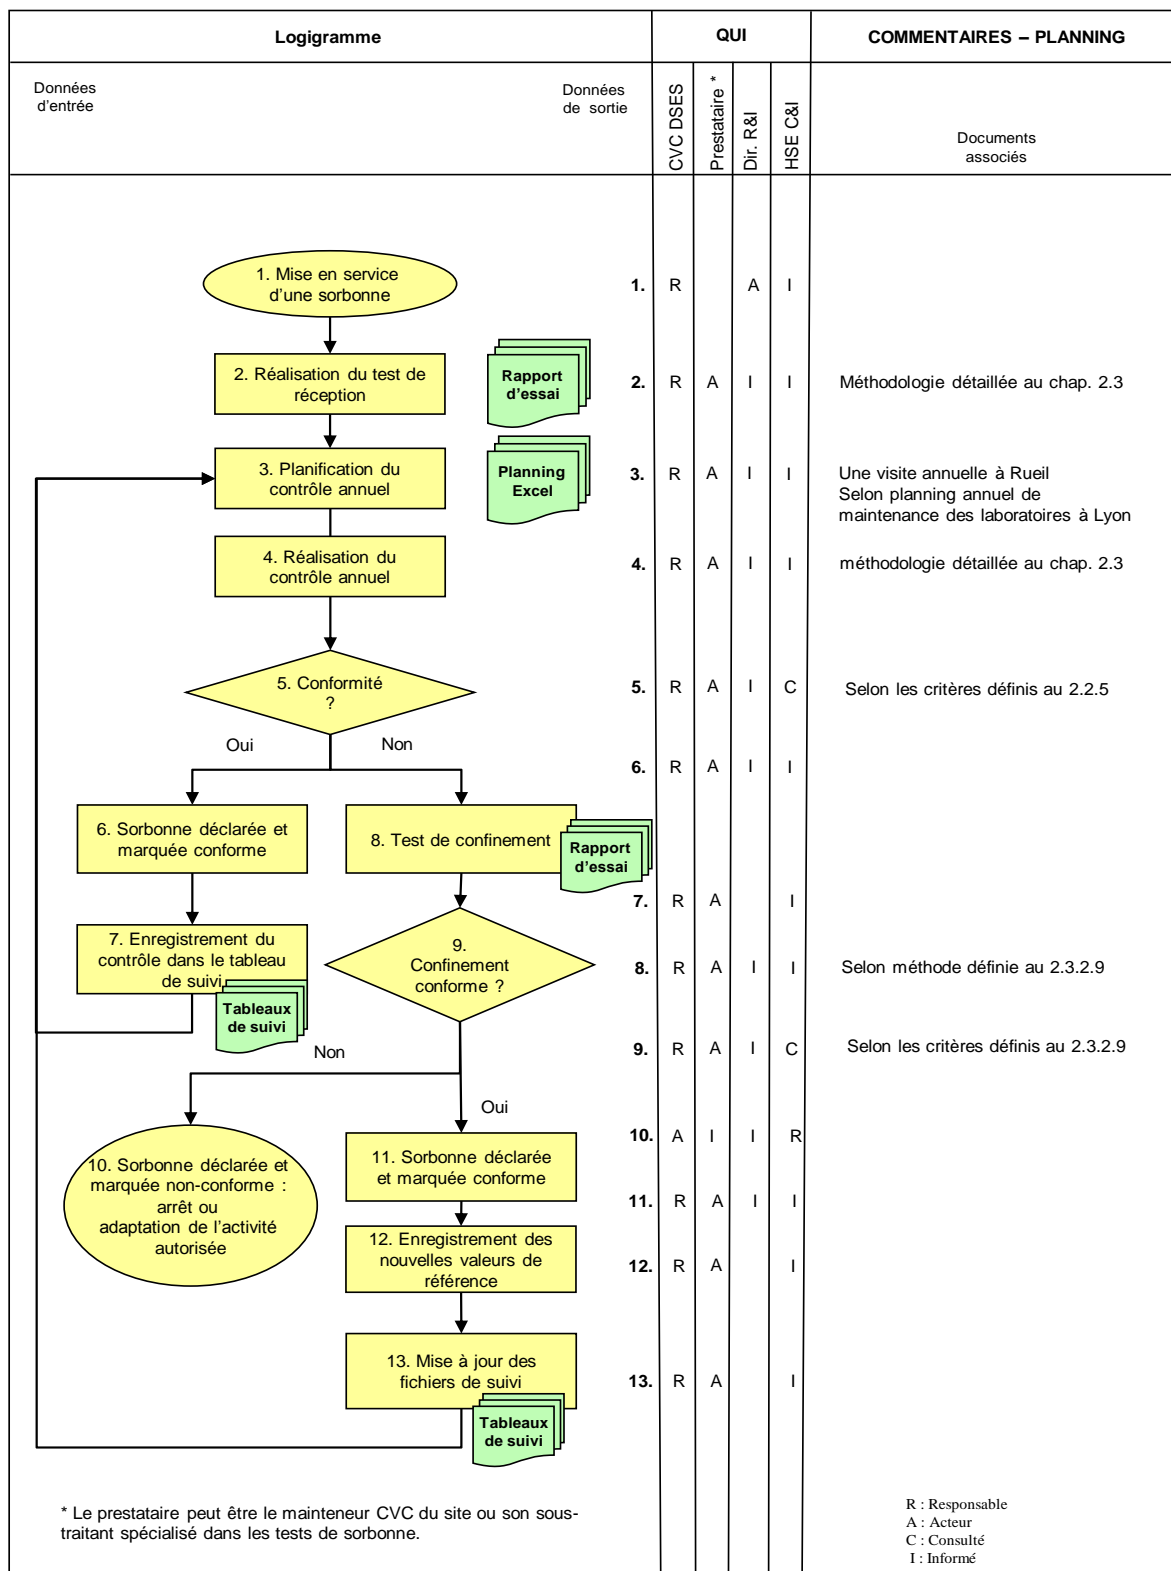 Logigramme
QUI
COMMENTAIRES – PLANNING
Données
d'entrée
Données
de sortie
CVC DSES
Prestataire *
Dir. R&I
HSE C&I
Documents
associés
1. Mise en service
d'une sorbonne
1. R A I
2. Réalisation du test de
réception
Rapport
d'essai
2. R A I I
Méthodologie détaillée au chap. 2.3
3. Planification du
contrôle annuel
Planning
Excel
3. R A I I
Une visite annuelle à Rueil
Selon planning annuel de
maintenance des laboratoires à Lyon
4. Réalisation du
contrôle annuel
4. R A I I
méthodologie détaillée au chap. 2.3
5. Conformité
?
5. R A I C
Selon les critères définis au 2.2.5
Oui
Non
6. R A I I
6. Sorbonne déclarée et
marquée conforme
8. Test de confinement
Rapport
d'essai
7. R A I
7. Enregistrement du
contrôle dans le tableau
de suivi
Tableaux
de suivi
9.
Confinement
conforme ?
8. R A I I
Selon méthode définie au 2.3.2.9
Non
9. R A I C
Selon les critères définis au 2.3.2.9
Oui
10. A I I R
10. Sorbonne déclarée et
marquée non-conforme :
arrêt ou
adaptation de l'activité
autorisée
11. Sorbonne déclarée
et marquée conforme
11. R A I I
12. Enregistrement des
nouvelles valeurs de
référence
12. R A I
13. Mise à jour des
fichiers de suivi
13. R A I
Tableaux
de suivi
* Le prestataire peut être le mainteneur CVC du site ou son sous-
traitant spécialisé dans les tests de sorbonne.
R : Responsable
A : Acteur
C : Consulté
I : Informé